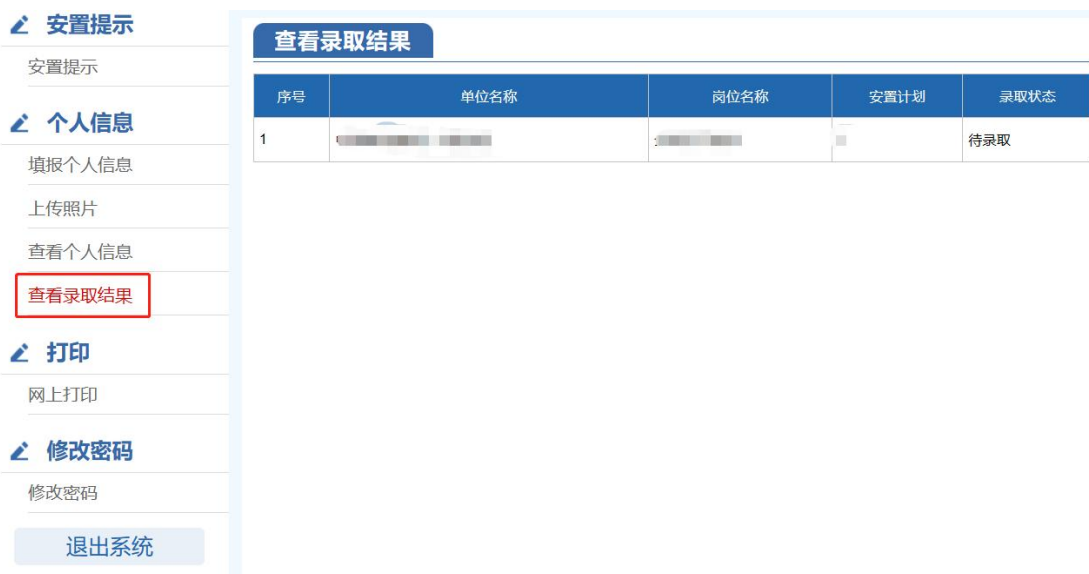 安置提示
安置提示
个人信息
填报个人信息
上传照片
查看个人信息
查看录取结果
打印
网上打印
修改密码
修改密码
退出系统
查看录取结果
序号 单位名称 岗位名称 安置计划 录取状态
1 待录取